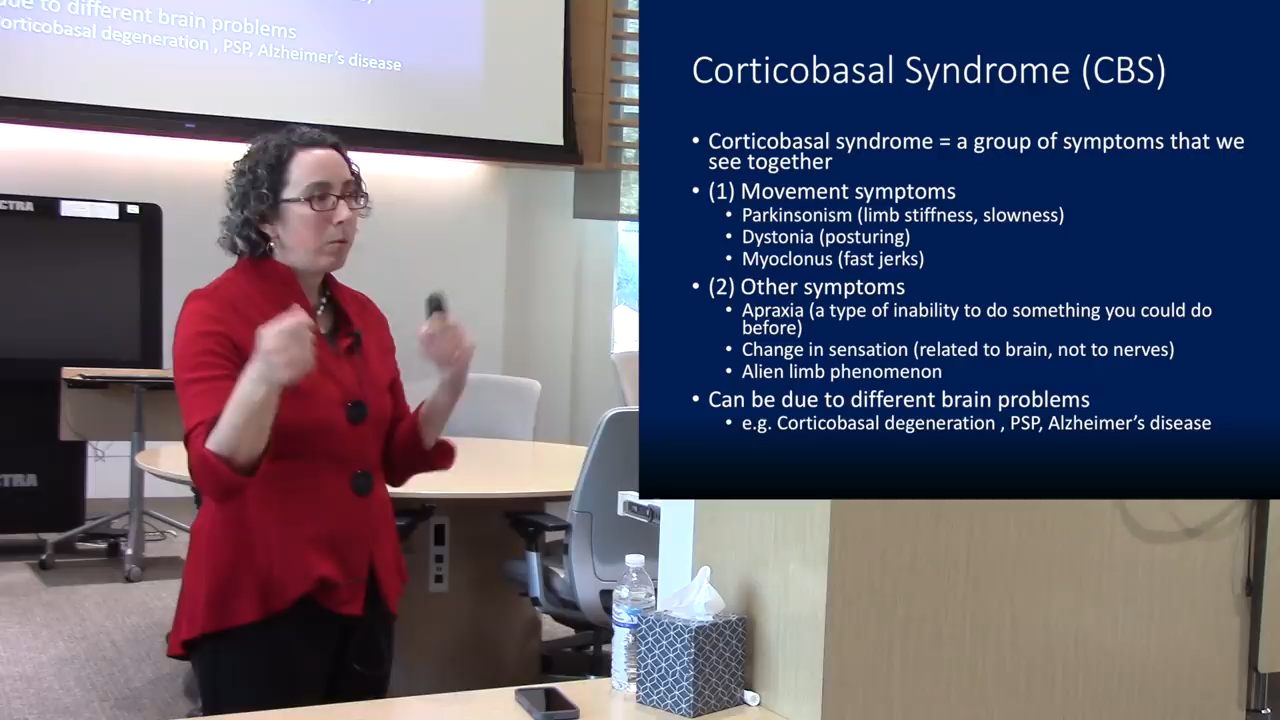 due to different brain problems
orticobasal degeneration , PSP, Alzheimer's disease
CTRA
CTRA
Corticobasal Syndrome (CBS)
• Corticobasal syndrome = a group of symptoms that we
see together
• (1) Movement symptoms
• Parkinsonism (limb stiffness, slowness)
• Dystonia (posturing)
• Myoclonus (fast jerks)
• (2) Other symptoms
• Apraxia (a type of inability to do something you could do
before)
• Change in sensation (related to brain, not to nerves)
• Alien limb phenomenon
• Can be due to different brain problems
• e.g. Corticobasal degeneration , PSP, Alzheimer's disease